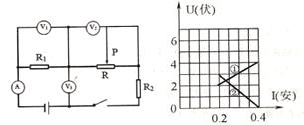 V₁
V₂
P
R₁
R
R₂
A
V₃
U(伏)
6
4
2
0
①
②
0.2
0.4
I(安)